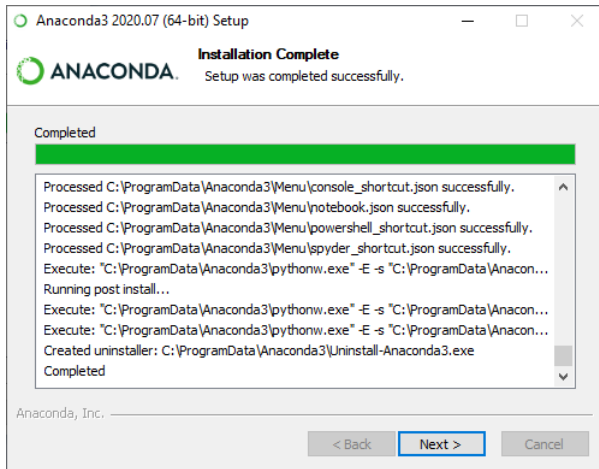 Anaconda3 2020.07 (64-bit) Setup
ANACONDA.
Installation Complete
Setup was completed successfully.
Completed
Processed C:\ProgramData\Anaconda3\Menu\console_shortcut.json successfully.
Processed C:\ProgramData\Anaconda3\Menu\notebook.json successfully.
Processed C:\ProgramData\Anaconda3\Menu\powershell_shortcut.json successfully.
Processed C:\ProgramData\Anaconda3\Menu\spyder_shortcut.json successfully.
Execute: "C:\ProgramData\Anaconda3\pythonw.exe" -E -s "C:\ProgramData\Anacon...
Running post install...
Execute: "C:\ProgramData\Anaconda3\pythonw.exe" -E -s "C:\ProgramData\Anacon...
Execute: "C:\ProgramData\Anaconda3\pythonw.exe" -E -s "C:\ProgramData\Anacon...
Created uninstaller: C:\ProgramData\Anaconda3\Uninstall-Anaconda3.exe
Completed
Anaconda, Inc.
< Back
Next >
Cancel